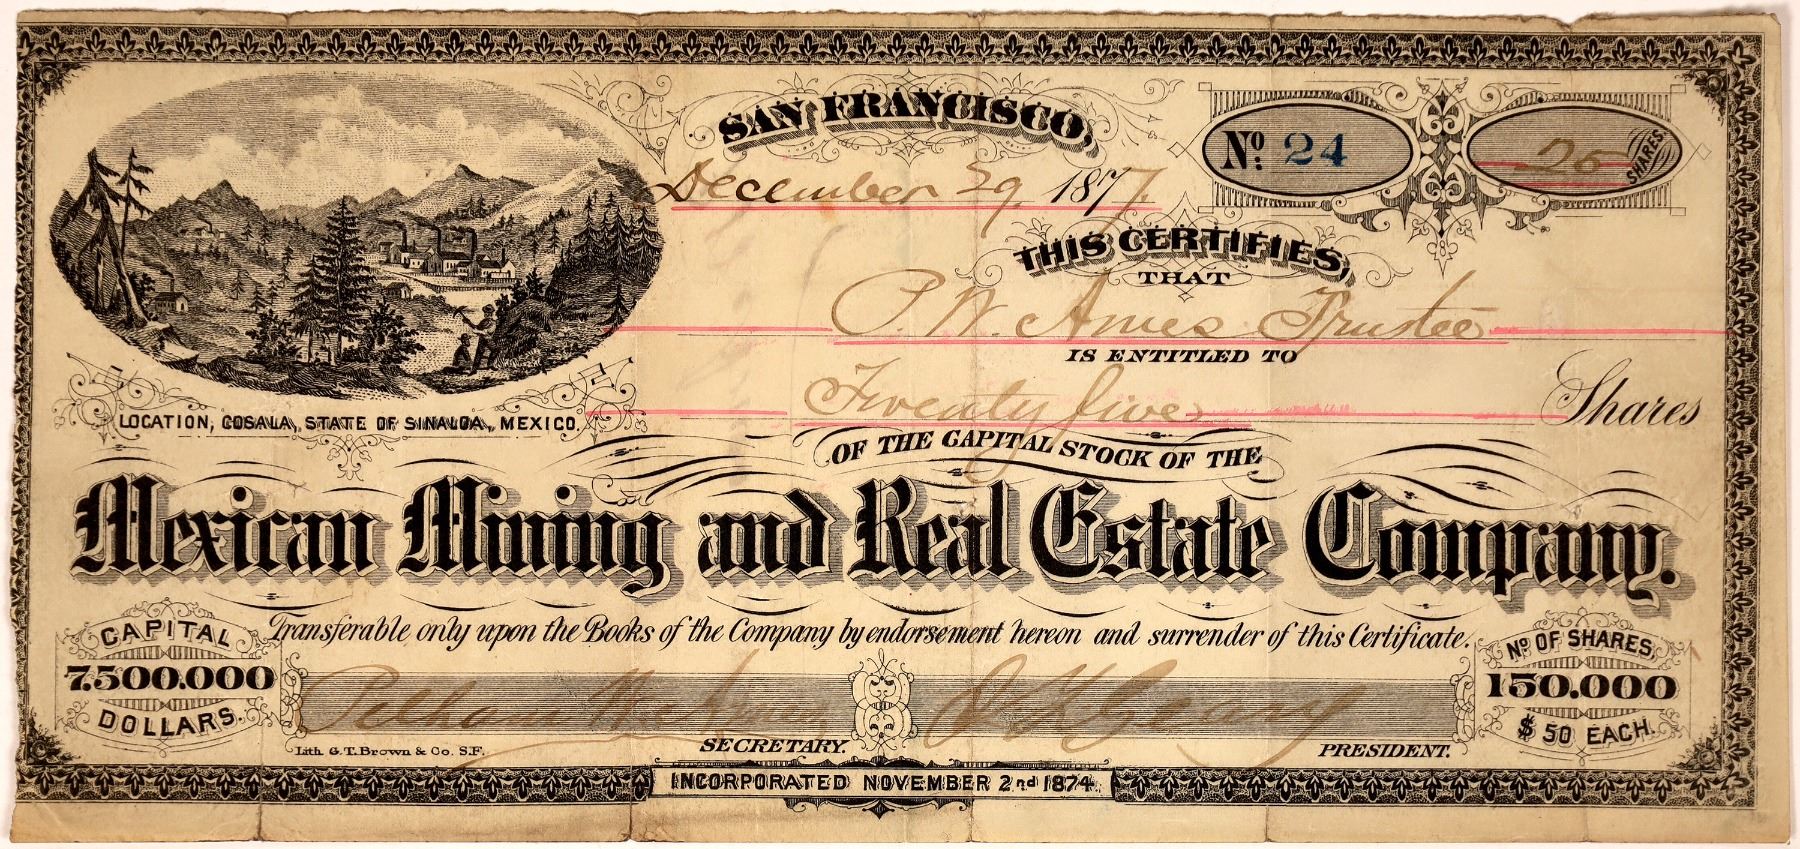 SAN FRANCISCO,
December 29, 1877.
No. 24
25 SHARES.
THIS CERTIFIES,
THAT
P. W. Ames Trustee
IS ENTITLED TO
Twenty five Shares
LOCATION, COSALA, STATE OF SINALOA, MEXICO.
OF THE CAPITAL STOCK OF THE
Mexican Mining and Real Estate Company.
Transferable only upon the Books of the Company by endorsement hereon and surrender of this Certificate.
CAPITAL
7.500.000
DOLLARS.
Nº OF SHARES,
150.000
$ 50 EACH.
Pelham W. Ames
Geary
SECRETARY.
PRESIDENT.
Lith. G.T. Brown & Co. S.F.
INCORPORATED NOVEMBER 2nd 1874.